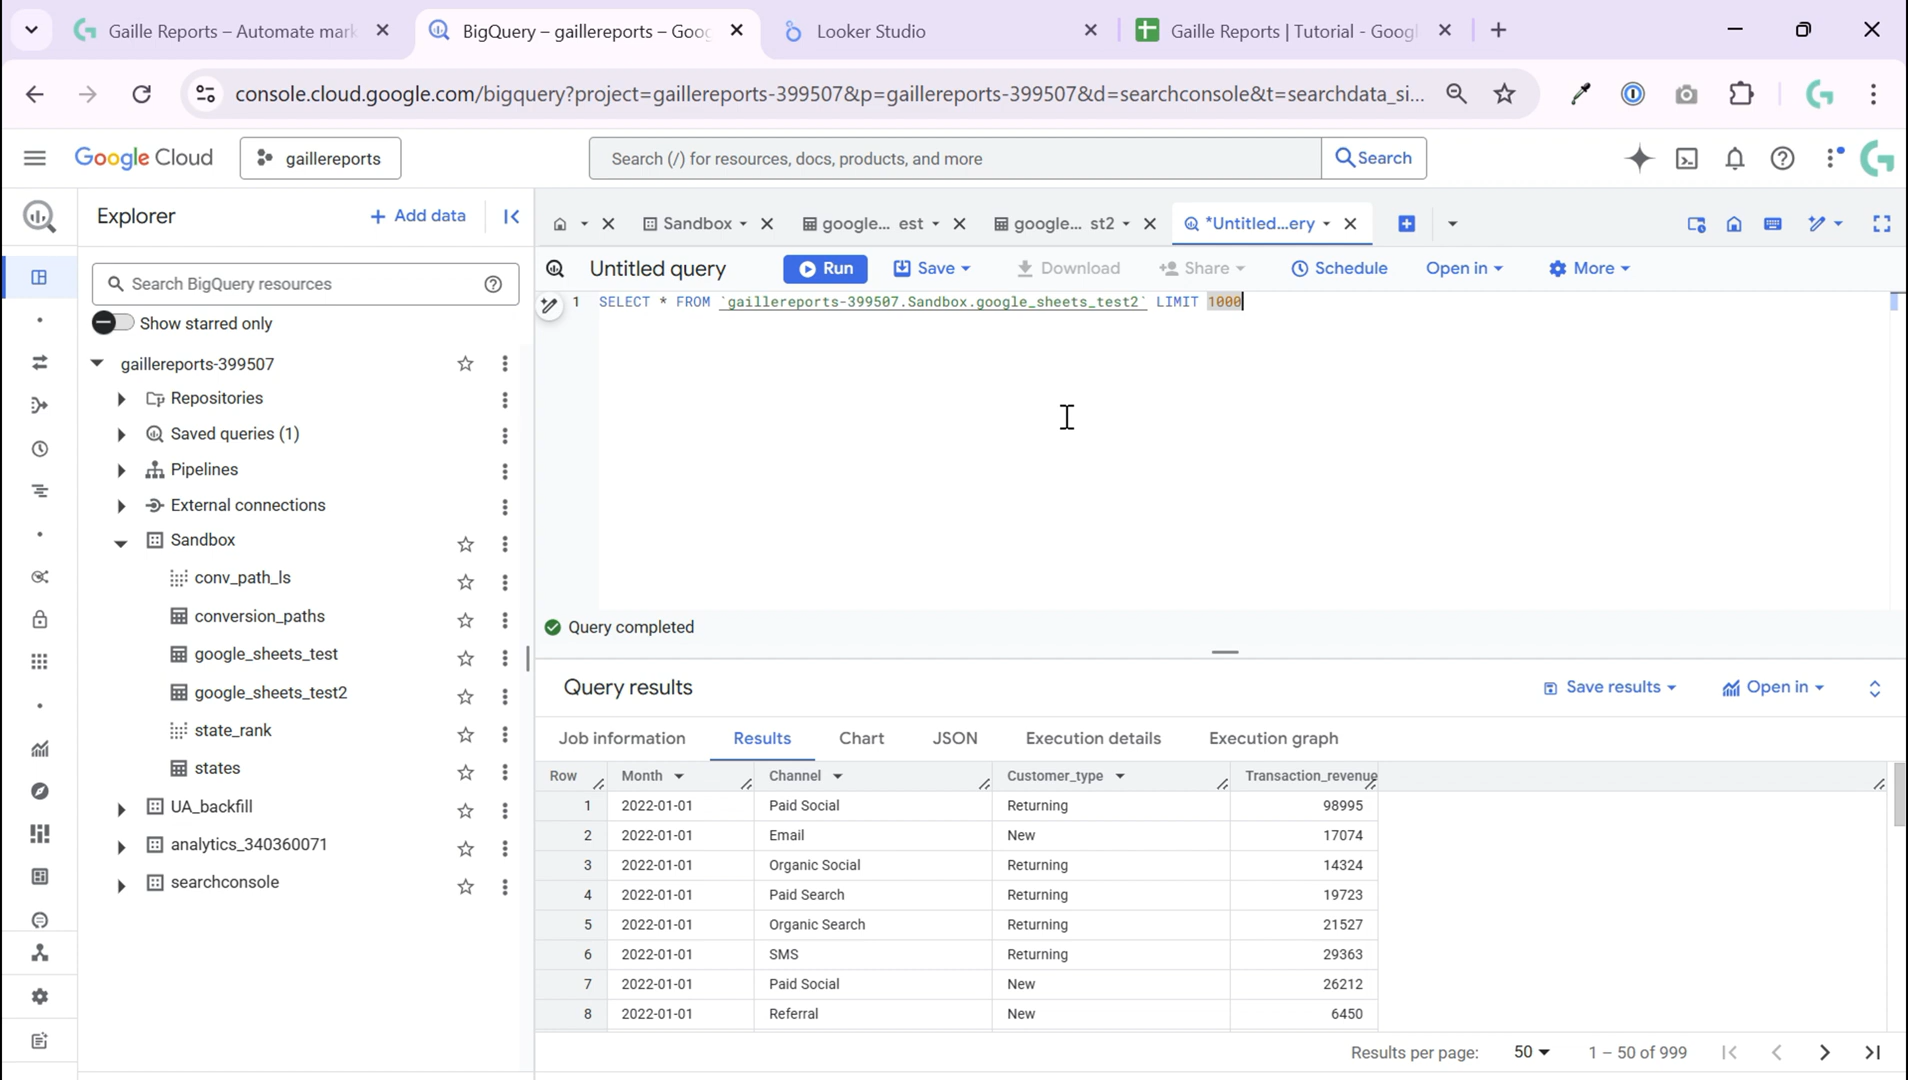 Gaille Reports – Automate mark
BigQuery – gaillereports – Goog
Looker Studio
Gaille Reports | Tutorial - Googl
console.cloud.google.com/bigquery?project=gaillereports-399507&p=gaillereports-399507&d=searchconsole&t=searchdata_si...
Google Cloud
gaillereports
Search (/) for resources, docs, products, and more
Search
Explorer
+ Add data
Sandbox
google... est
google... st2
*Untitled...ery
Untitled query
Run
Save
Download
Share
Schedule
Open in
More
Search BigQuery resources
Show starred only
1 SELECT * FROM `gaillereports-399507.Sandbox.google_sheets_test2` LIMIT 1000
gaillereports-399507
Repositories
Saved queries (1)
Pipelines
External connections
Sandbox
conv_path_ls
conversion_paths
google_sheets_test
google_sheets_test2
state_rank
states
UA_backfill
analytics_340360071
searchconsole
Query completed
Query results
Save results
Open in
Job information Results Chart JSON Execution details Execution graph
Row Month Channel Customer_type Transaction_revenue
1 2022-01-01 Paid Social Returning 98995
2 2022-01-01 Email New 17074
3 2022-01-01 Organic Social Returning 14324
4 2022-01-01 Paid Search Returning 19723
5 2022-01-01 Organic Search Returning 21527
6 2022-01-01 SMS Returning 29363
7 2022-01-01 Paid Social New 26212
8 2022-01-01 Referral New 6450
Results per page: 50 1 – 50 of 999